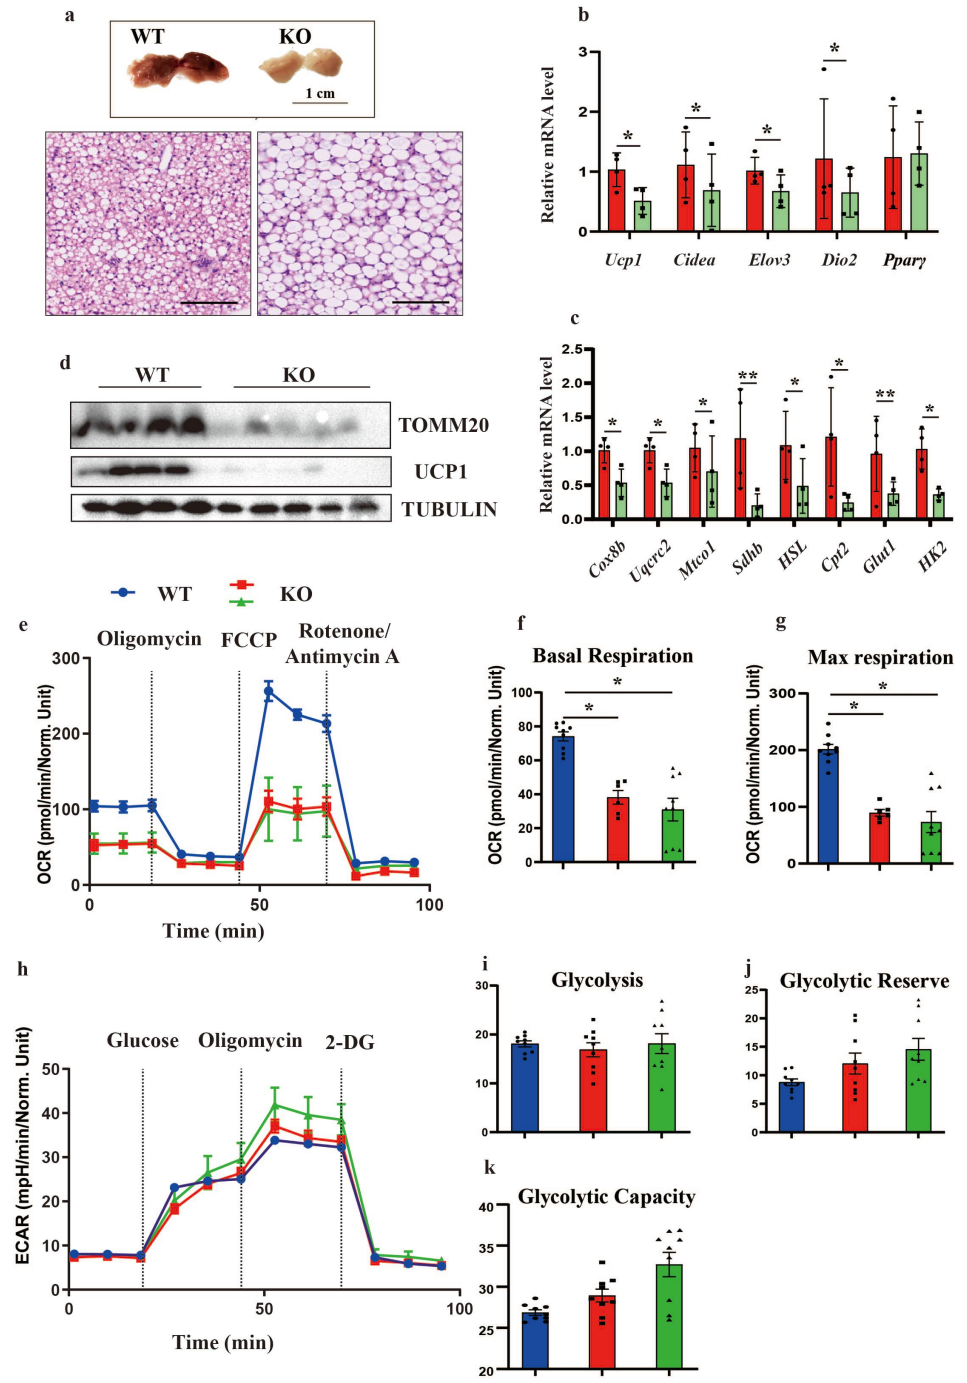 a
WT
KO
1 cm
b
Relative mRNA level
3
2
1
0
*
*
*
*
Ucp1
Cidea
Elov3
Dio2
Pparγ
c
Relative mRNA level
2.5
2.0
1.5
1.0
0.5
0.0
*
*
*
**
*
*
**
*
Cox8b
Uqcrc2
Mtco1
Sdhb
HSL
Cpt2
Glut1
HK2
d
WT
KO
TOMM20
UCP1
TUBULIN
WT
KO
e
Oligomycin
FCCP
Rotenone/
Antimycin A
OCR (pmol/min/Norm. Unit)
300
200
100
0
0
50
100
Time (min)
f
Basal Respiration
OCR (pmol/min/Norm. Unit)
100
80
60
40
20
0
*
*
g
Max respiration
OCR (pmol/min/Norm. Unit)
300
200
100
0
*
*
h
Glucose
Oligomycin
2-DG
ECAR (mpH/min/Norm. Unit)
50
40
30
20
10
0
0
50
100
Time (min)
i
Glycolysis
30
20
10
0
j
Glycolytic Reserve
25
20
15
10
5
0
k
Glycolytic Capacity
40
35
30
25
20